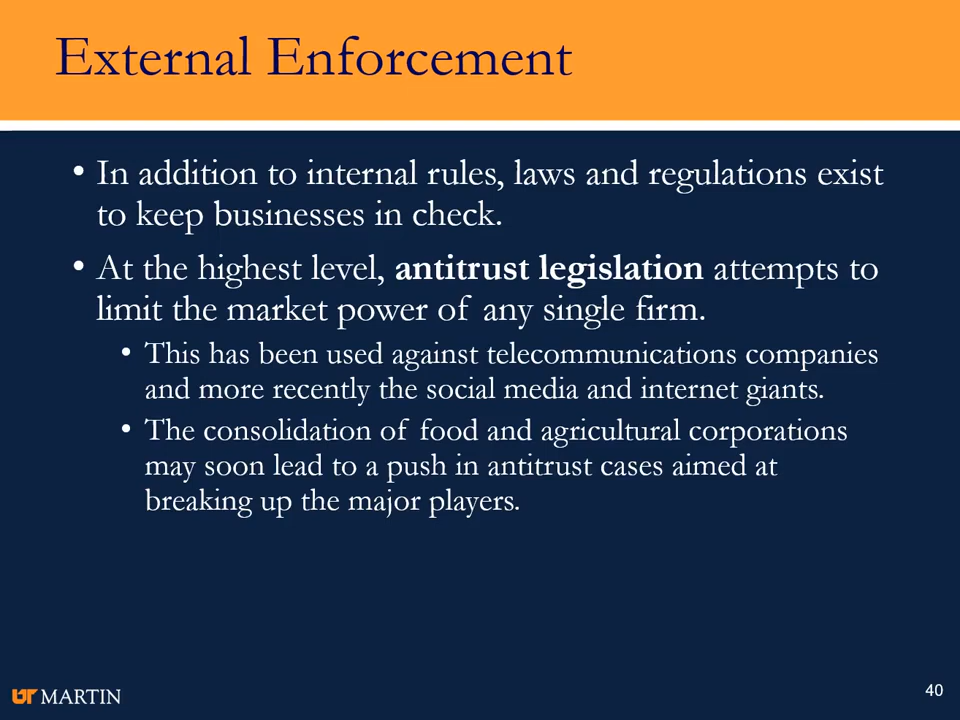 External Enforcement
• In addition to internal rules, laws and regulations exist
to keep businesses in check.
• At the highest level, antitrust legislation attempts to
limit the market power of any single firm.
• This has been used against telecommunications companies
and more recently the social media and internet giants.
• The consolidation of food and agricultural corporations
may soon lead to a push in antitrust cases aimed at
breaking up the major players.
UT MARTIN
40